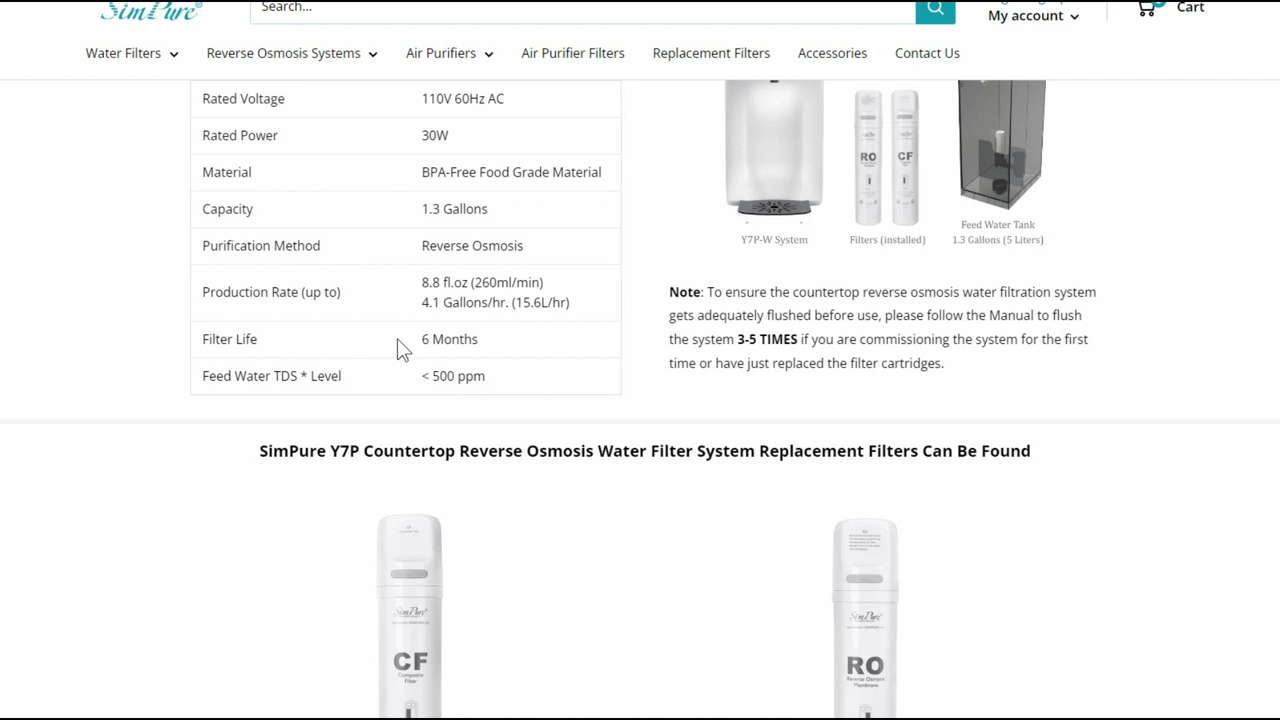 SimPure®
Search...
My account
Cart
Water Filters
Reverse Osmosis Systems
Air Purifiers
Air Purifier Filters
Replacement Filters
Accessories
Contact Us
Rated Voltage 110V 60Hz AC
Rated Power 30W
Material BPA-Free Food Grade Material
Capacity 1.3 Gallons
Purification Method Reverse Osmosis
Production Rate (up to) 8.8 fl.oz (260ml/min)
4.1 Gallons/hr. (15.6L/hr)
Filter Life 6 Months
Feed Water TDS * Level < 500 ppm
RO
CF
Y7P-W System
Filters (installed)
Feed Water Tank
1.3 Gallons (5 Liters)
Note: To ensure the countertop reverse osmosis water filtration system
gets adequately flushed before use, please follow the Manual to flush
the system 3-5 TIMES if you are commissioning the system for the first
time or have just replaced the filter cartridges.
SimPure Y7P Countertop Reverse Osmosis Water Filter System Replacement Filters Can Be Found
SimPure®
CF
Composite
Filter
SimPure®
RO
Reverse Osmosis
Membrane